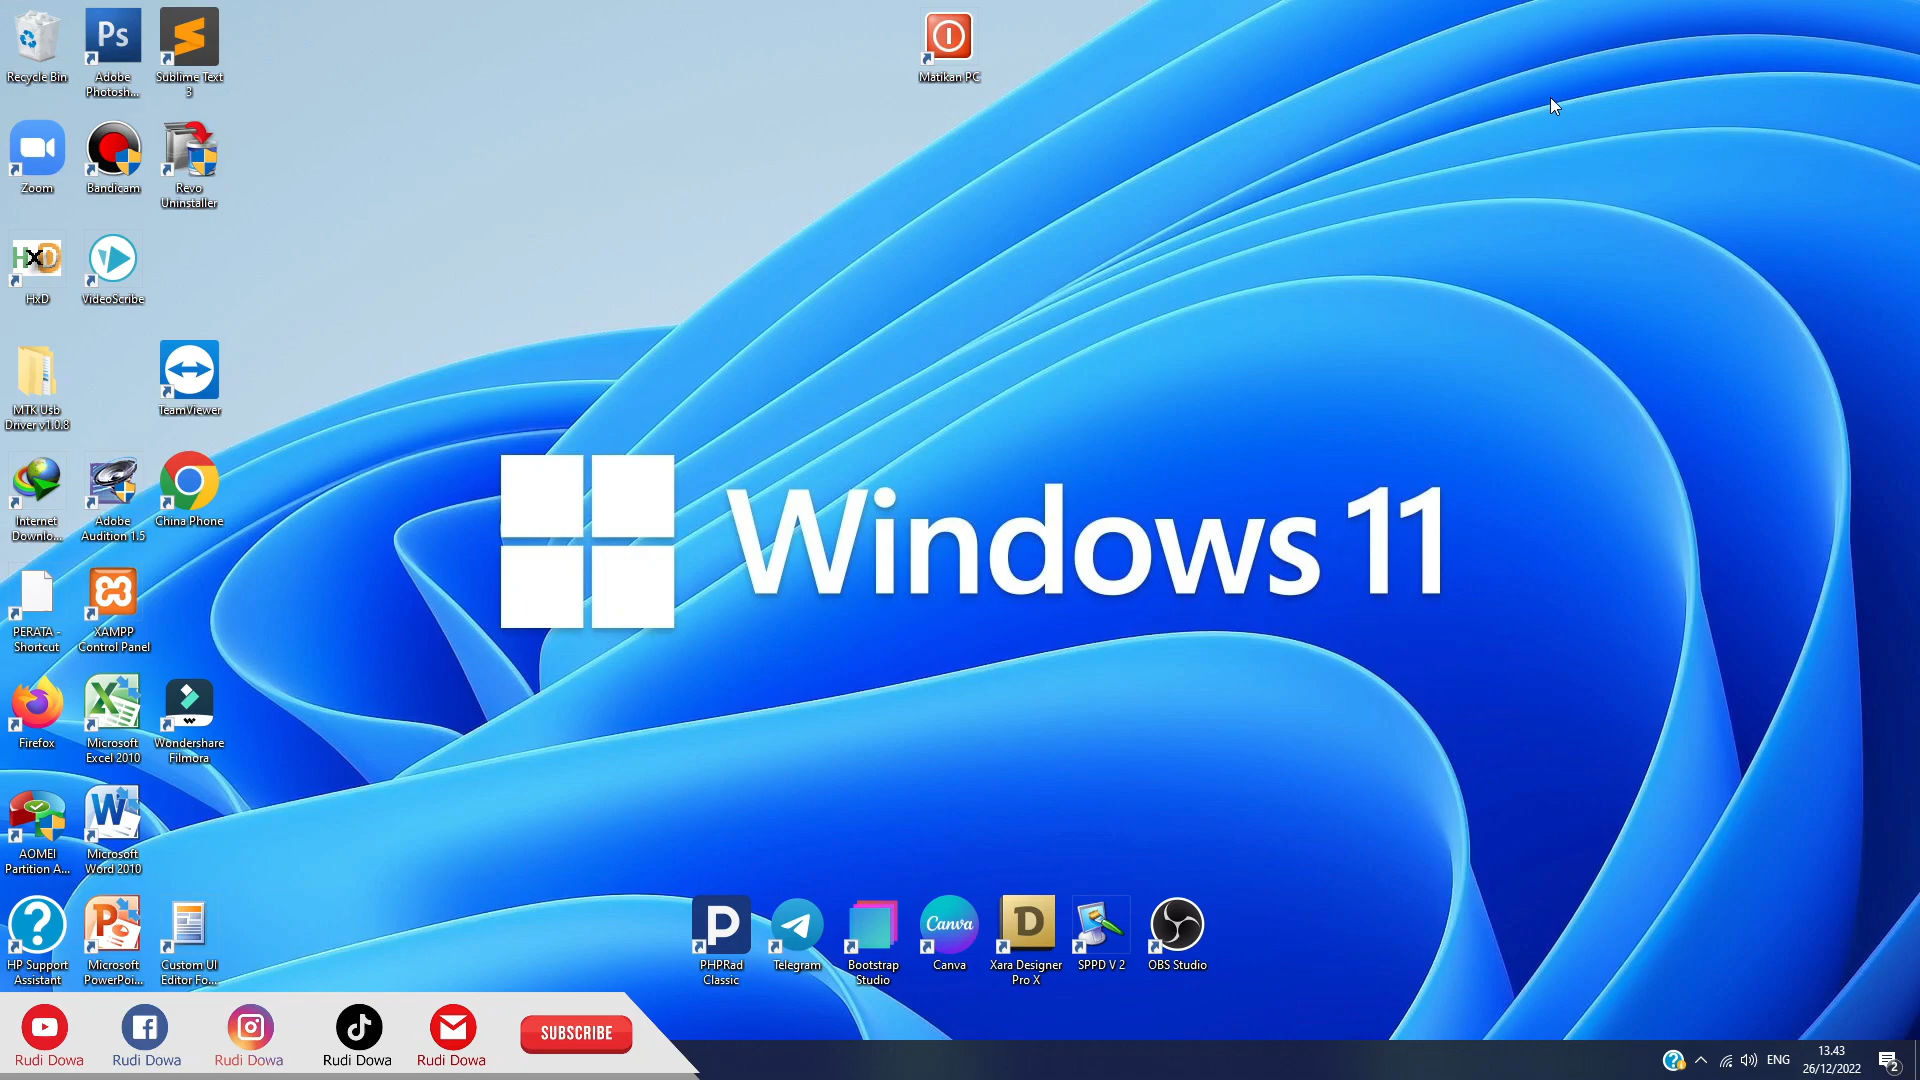 Recycle Bin
Adobe
Photosh...
Sublime Text
3
Matikan PC
Zoom
Bandicam
Revo
Uninstaller
HxD
VideoScribe
MTK Usb
Driver v1.0.8
TeamViewer
Internet
Downlo...
Adobe
Audition 1.5
China Phone
PERATA -
Shortcut
XAMPP
Control Panel
Windows 11
Firefox
Microsoft
Excel 2010
Wondershare
Filmora
AOMEI
Partition A...
Microsoft
Word 2010
HP Support
Assistant
Microsoft
PowerPoi...
Custom UI
Editor Fo...
PHPRad
Classic
Telegram
Bootstrap
Studio
Canva
Canva
Xara Designer
Pro X
SPPD V 2
OBS Studio
Rudi Dowa
Rudi Dowa
Rudi Dowa
Rudi Dowa
Rudi Dowa
SUBSCRIBE
ENG
13.43
26/12/2022
2